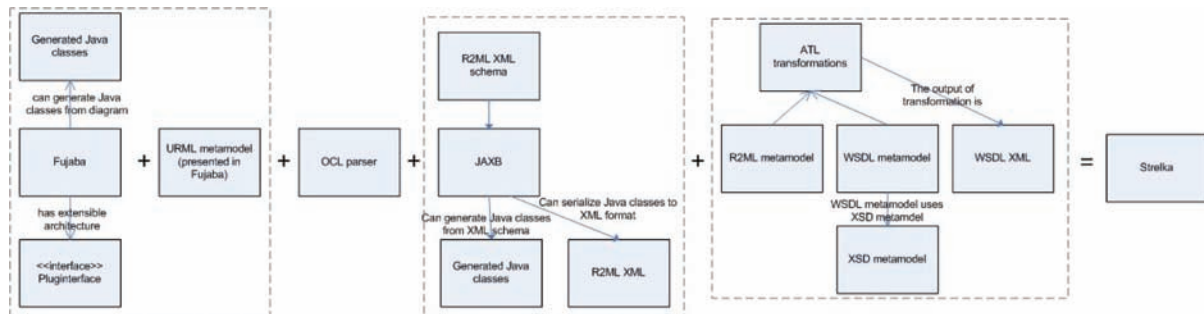 Generated Java
classes
can generate Java
classes from diagram
Fujaba
has extensible
architecture
<<interface>>
Pluginterface
+
URML metamodel
(presented in
Fujaba)
+
OCL parser
+
R2ML XML
schema
JAXB
Can generate Java classes
from XML schema
Can serialize Java classes to
XML format
Generated Java
classes
R2ML XML
+
ATL
transformations
The output of
transformation is
R2ML metamodel
WSDL metamodel
WSDL XML
WSDL metamodel uses
XSD metamdel
XSD metamodel
=
Strelka